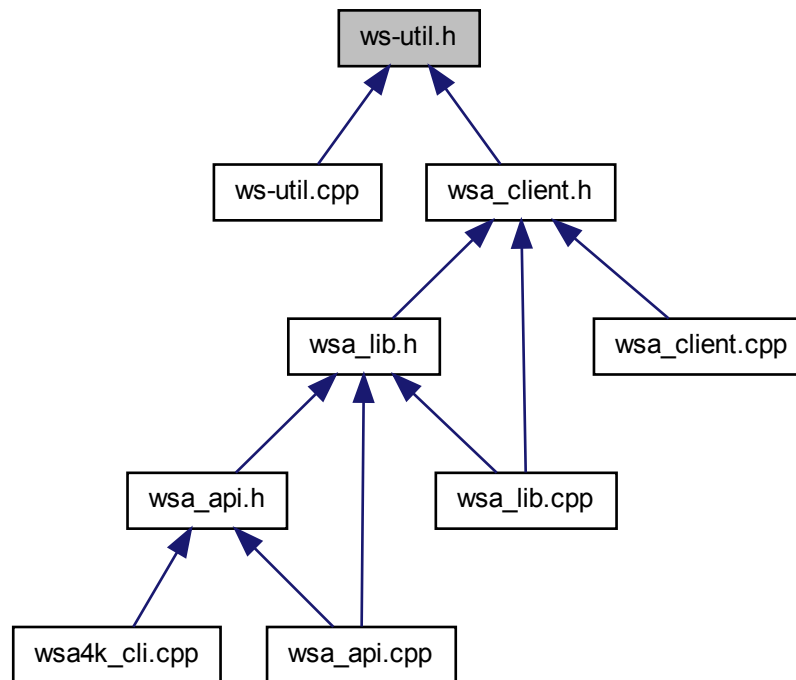 ws-util.h
ws-util.cpp
wsa_client.h
wsa_lib.h
wsa_client.cpp
wsa_api.h
wsa_lib.cpp
wsa4k_cli.cpp
wsa_api.cpp